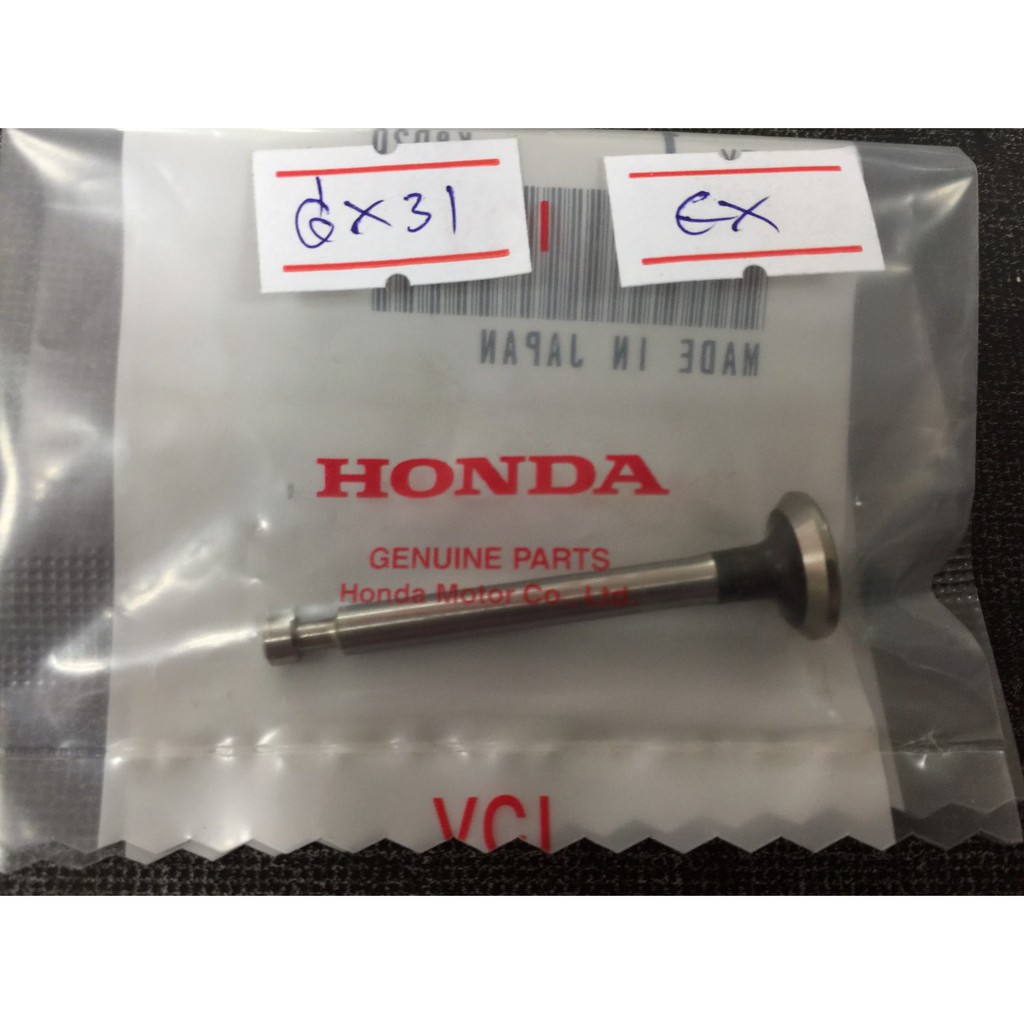 GX31
EX
MADE IN JAPAN
HONDA
GENUINE PARTS
Honda Motor Co., Ltd.
VCI